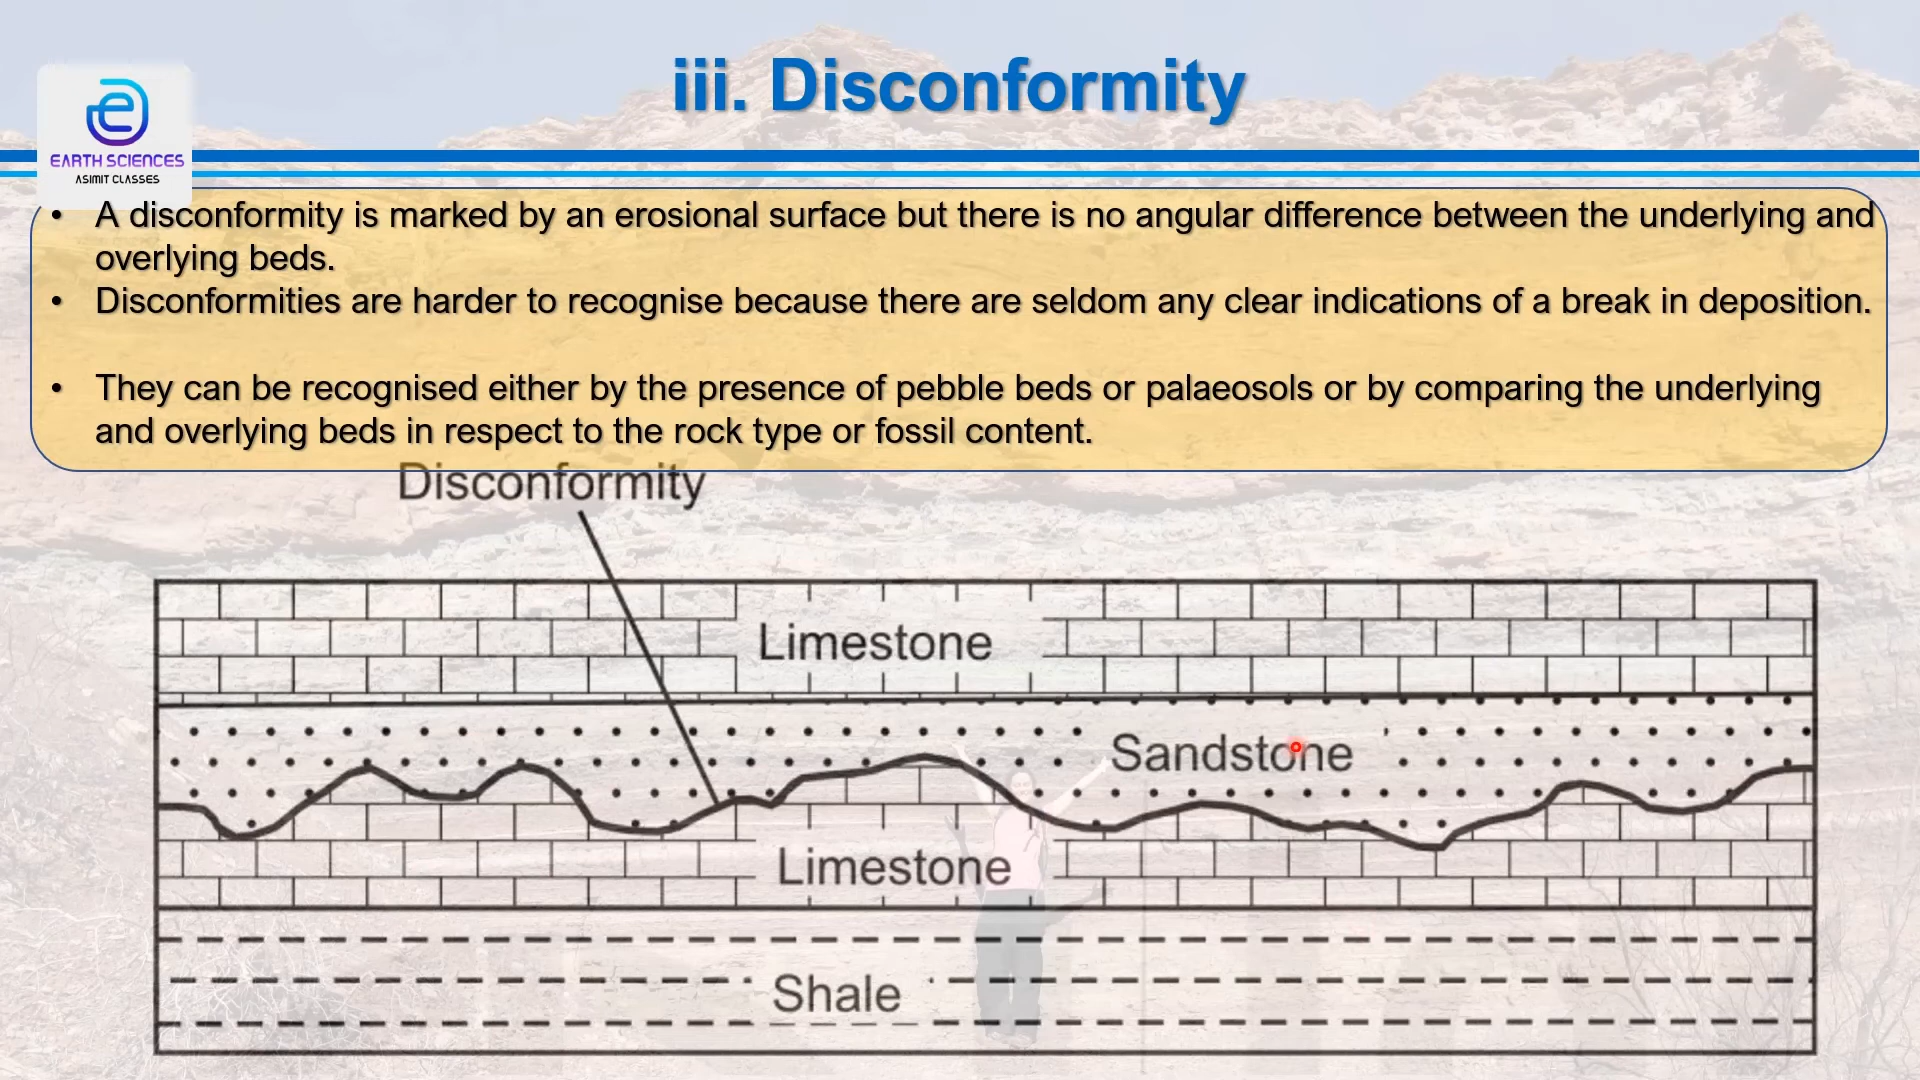 iii. Disconformity
EARTH SCIENCES
ASIMIT CLASSES
• A disconformity is marked by an erosional surface but there is no angular difference between the underlying and
overlying beds.
• Disconformities are harder to recognise because there are seldom any clear indications of a break in deposition.
• They can be recognised either by the presence of pebble beds or palaeosols or by comparing the underlying
and overlying beds in respect to the rock type or fossil content.
Disconformity
Limestone
Sandstone
Limestone
Shale